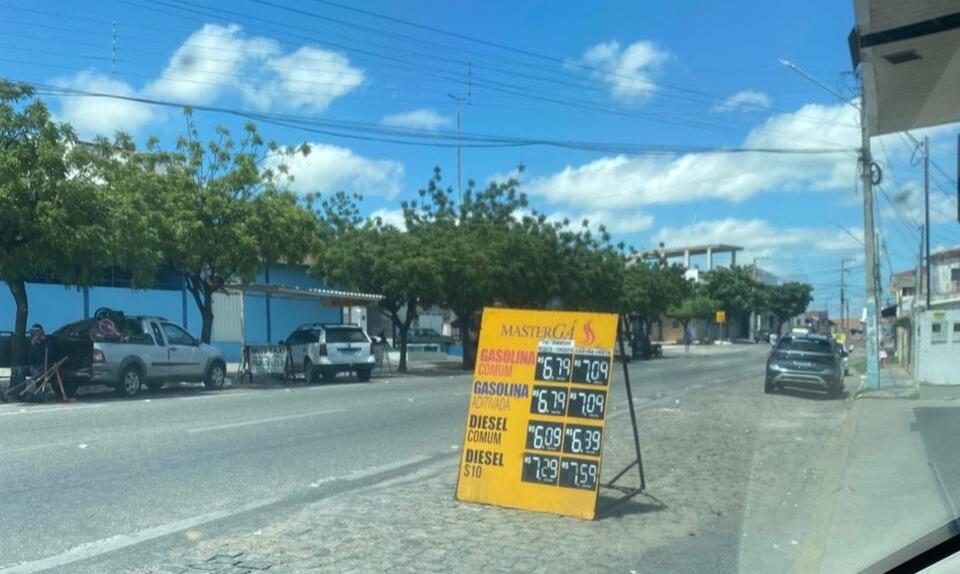 MASTERGÁS
GASOLINA COMUM
R$ 6.79 R$ 7.09
GASOLINA ADITIVADA
R$ 6.79 R$ 7.09
DIESEL COMUM
R$ 6.09 R$ 6.39
DIESEL S10
R$ 7.29 R$ 7.59